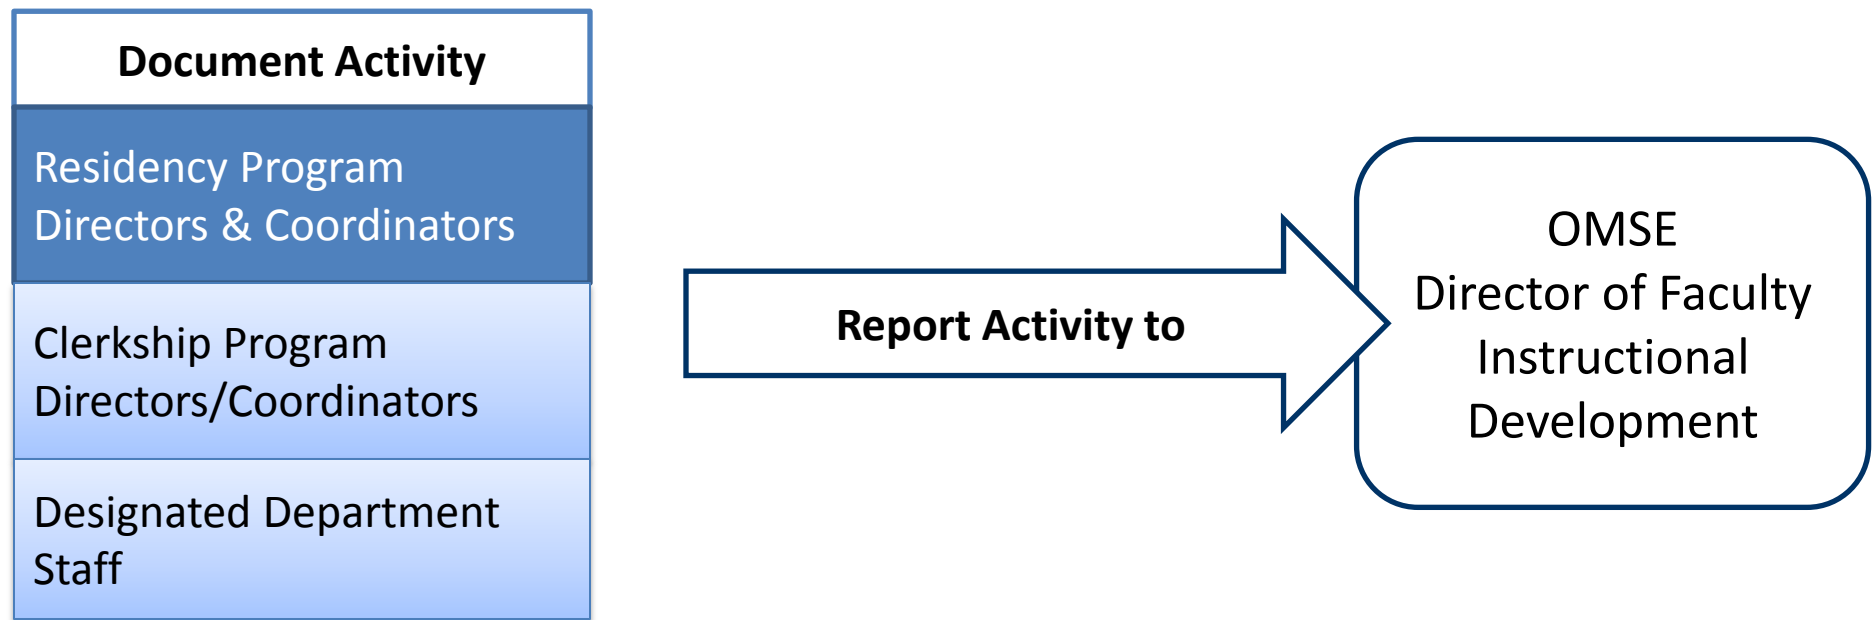 Document Activity
Residency Program
Directors & Coordinators
Clerkship Program
Directors/Coordinators
Designated Department
Staff
Report Activity to
OMSE
Director of Faculty
Instructional
Development